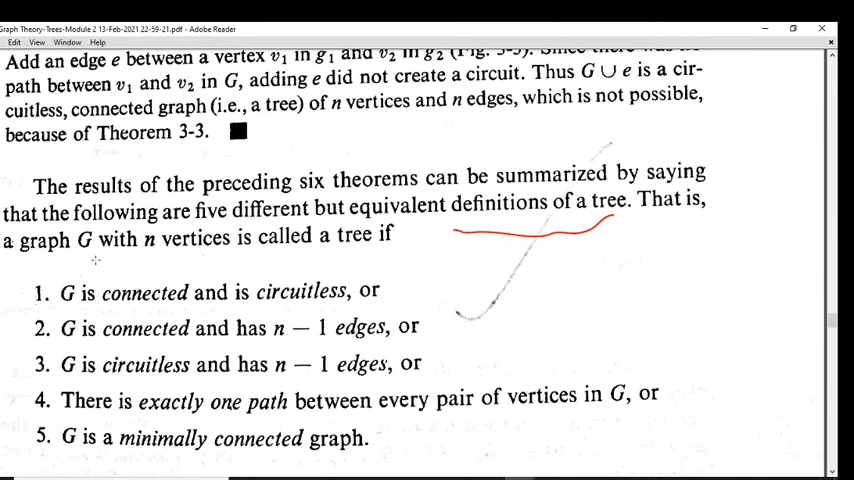 Graph Theory-Trees-Module 2 13-Feb-2021 22-59-21.pdf - Adobe Reader
Edit View Window Help
Add an edge e between a vertex v1 in g1 and v2 in g2 (Fig. 3-5). Since there was no
path between v1 and v2 in G, adding e did not create a circuit. Thus G ∪ e is a cir-
cuitless, connected graph (i.e., a tree) of n vertices and n edges, which is not possible,
because of Theorem 3-3. ■
The results of the preceding six theorems can be summarized by saying
that the following are five different but equivalent definitions of a tree. That is,
a graph G with n vertices is called a tree if
1. G is connected and is circuitless, or
2. G is connected and has n − 1 edges, or
3. G is circuitless and has n − 1 edges, or
4. There is exactly one path between every pair of vertices in G, or
5. G is a minimally connected graph.